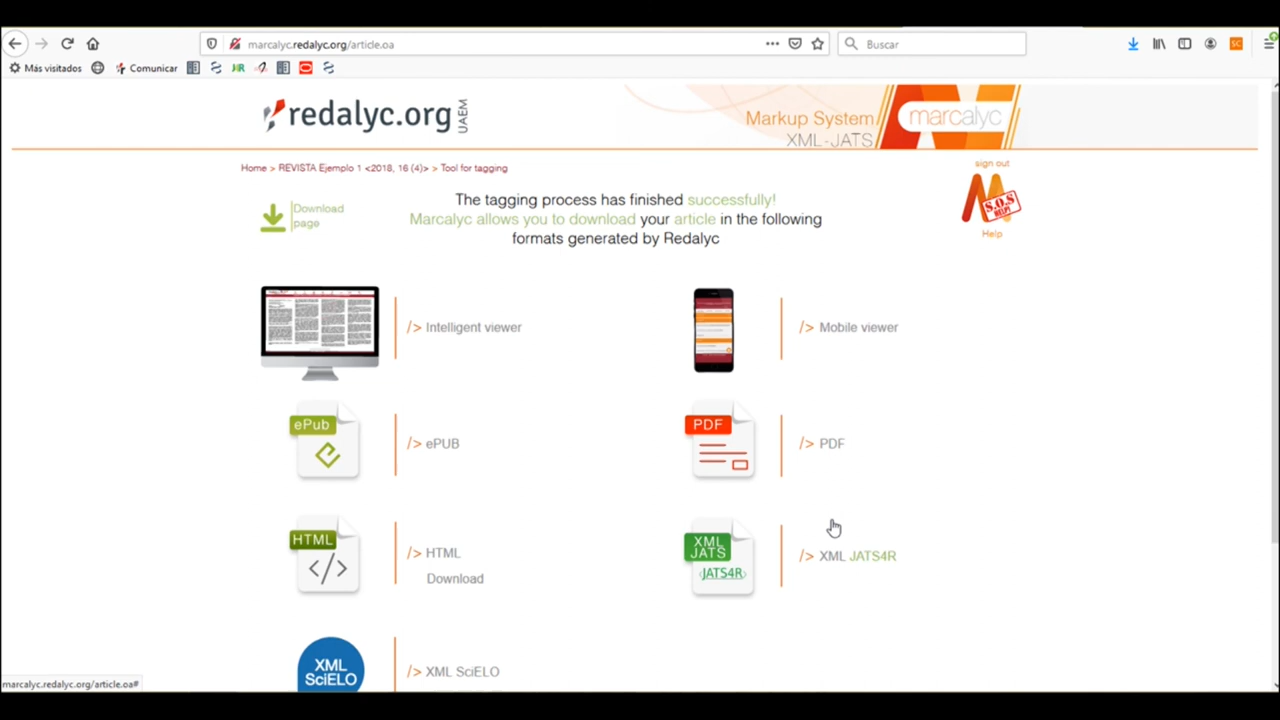 marcalyc.redalyc.org/article.oa
Buscar
Más visitados
Comunicar
redalyc.org
UAEM
Markup System
XML-JATS
marcalyc
Home > REVISTA Ejemplo 1 <2018, 16 (4)> > Tool for tagging
sign out
S.O.S
HELP!
Help
Download
page
The tagging process has finished successfully!
Marcalyc allows you to download your article in the following
formats generated by Redalyc
/> Intelligent viewer
/> Mobile viewer
ePub
/> ePUB
PDF
/> PDF
HTML
</>
/> HTML
Download
XML
JATS
‹JATS4R›
/> XML JATS4R
XML
SciELO
/> XML SciELO
marcalyc.redalyc.org/article.oa#